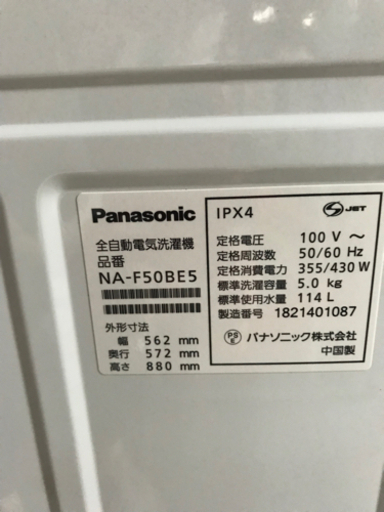 Panasonic
全自動電気洗濯機
品番
NA-F50BE5
外形寸法
幅 562 mm
奥行 572 mm
高さ 880 mm
IPX4
S JET
定格電圧 100 V ～
定格周波数 50/60 Hz
定格消費電力 355/430 W
標準洗濯容量 5.0 kg
標準使用水量 114 L
製造番号 1821401087
PS E パナソニック株式会社
中国製